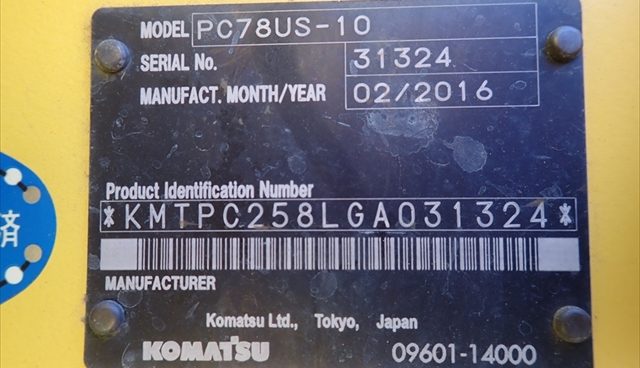 MODEL PC78US-10
SERIAL No. 31324
MANUFACT. MONTH/YEAR 02/2016
Product Identification Number
*KMTPC258LGA031324*
MANUFACTURER
Komatsu Ltd., Tokyo, Japan
KOMATSU 09601-14000
済